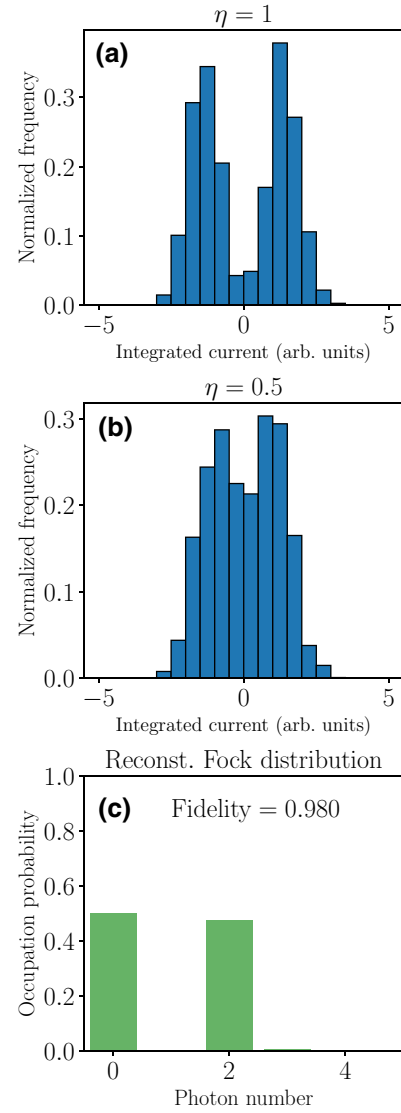 η = 1
(a)
Normalized frequency
0.3
0.2
0.1
0.0
−5 0 5
Integrated current (arb. units)
η = 0.5
(b)
Normalized frequency
0.3
0.2
0.1
0.0
−5 0 5
Integrated current (arb. units)
Reconst. Fock distribution
(c) Fidelity = 0.980
Occupation probability
1.0
0.8
0.6
0.4
0.2
0.0
0 2 4
Photon number